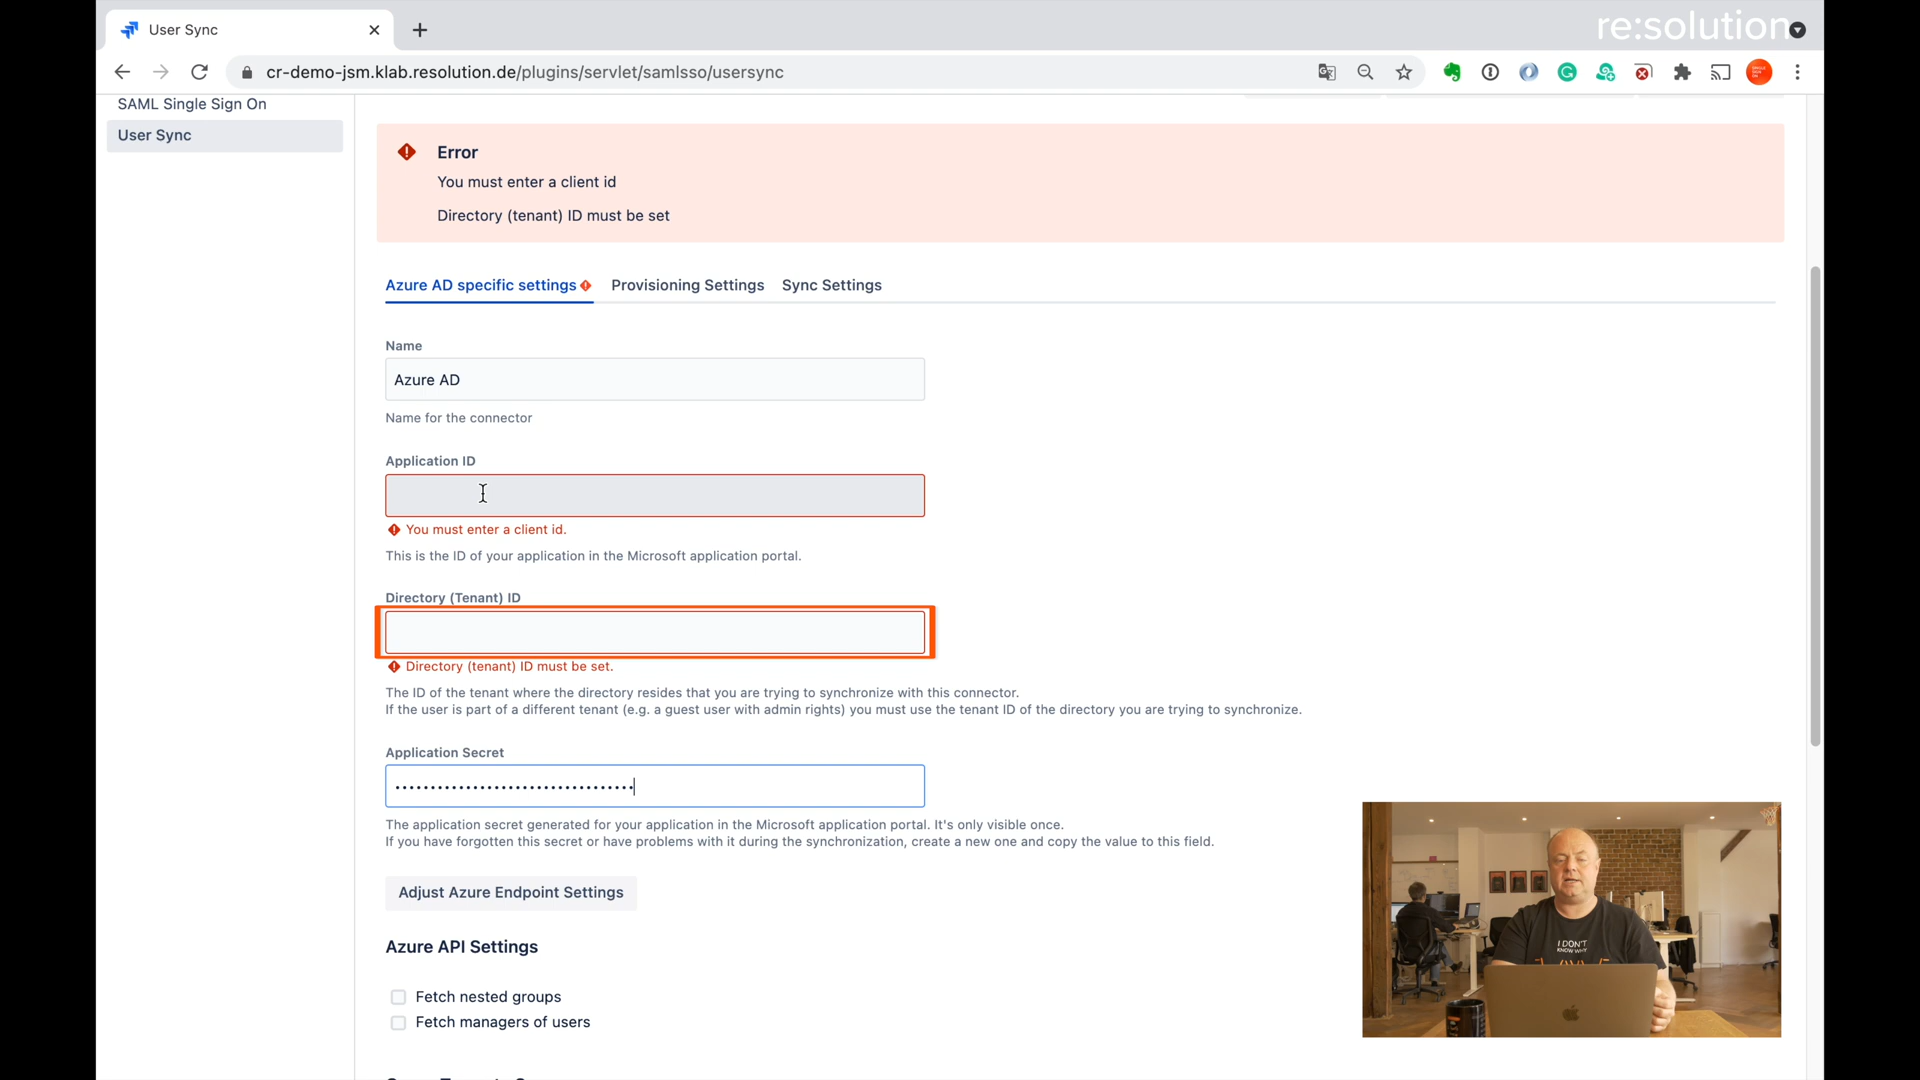 User Sync
re:solution
cr-demo-jsm.klab.resolution.de/plugins/servlet/samlsso/usersync
SAML Single Sign On
User Sync
Error
You must enter a client id
Directory (tenant) ID must be set
Azure AD specific settings
Provisioning Settings
Sync Settings
Name
Azure AD
Name for the connector
Application ID
You must enter a client id.
This is the ID of your application in the Microsoft application portal.
Directory (Tenant) ID
Directory (tenant) ID must be set.
The ID of the tenant where the directory resides that you are trying to synchronize with this connector.
If the user is part of a different tenant (e.g. a guest user with admin rights) you must use the tenant ID of the directory you are trying to synchronize.
Application Secret
The application secret generated for your application in the Microsoft application portal. It's only visible once.
If you have forgotten this secret or have problems with it during the synchronization, create a new one and copy the value to this field.
Adjust Azure Endpoint Settings
Azure API Settings
Fetch nested groups
Fetch managers of users
I DON'T
KNOW WHY